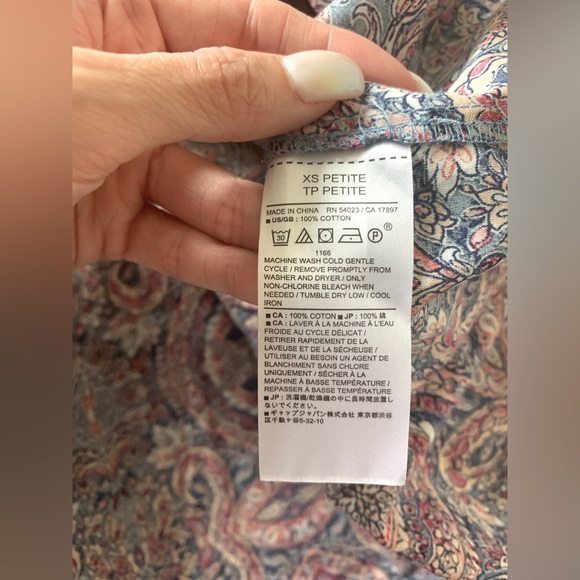 XS PETITE
TP PETITE
MADE IN CHINA RN 54023 / CA 17897
■ US/GB : 100% COTTON
30 P ®
1166
MACHINE WASH COLD GENTLE
CYCLE / REMOVE PROMPTLY FROM
WASHER AND DRYER / ONLY
NON-CHLORINE BLEACH WHEN
NEEDED / TUMBLE DRY LOW / COOL
IRON
■ CA : 100% COTON ■ JP : 100% 綿
■ CA : LAVER À LA MACHINE À L'EAU
FROIDE AU CYCLE DÉLICAT /
RETIRER RAPIDEMENT DE LA
LAVEUSE ET DE LA SÉCHEUSE /
UTILISER AU BESOIN UN AGENT DE
BLANCHIMENT SANS CHLORE
UNIQUEMENT / SÉCHER À LA
MACHINE À BASSE TEMPÉRATURE /
REPASSER À BASSE TEMPÉRATURE
■ JP : 洗濯機/乾燥機の中に長時間放置し
ないでください。
■ ギャップジャパン株式会社 東京都渋谷
区千駄ヶ谷5-32-10